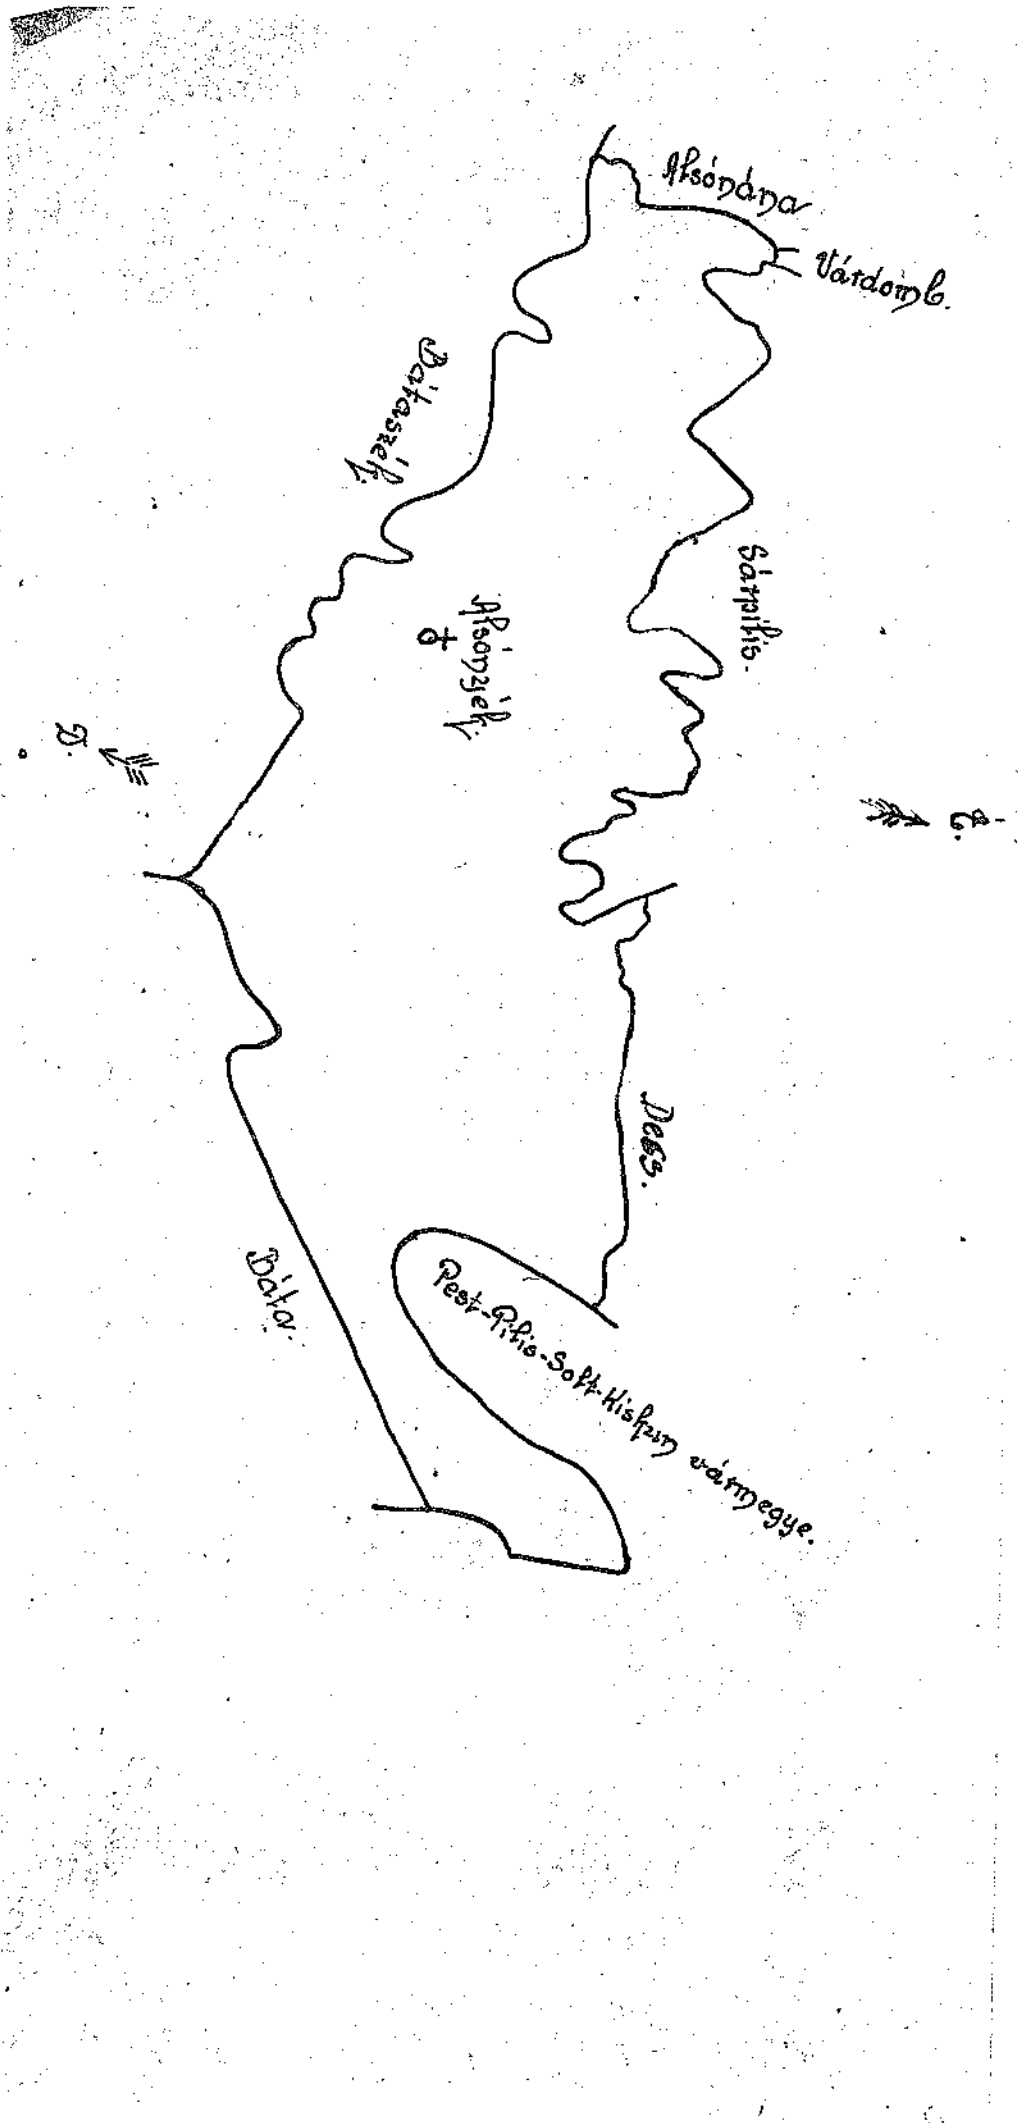 Alsónána
Várdomb.
Bátaszék.
Sárpilis.
Alsónyék.
D.
É.
Decs.
Báta.
Pest-Pilis-Solt-Kiskun vármegye.